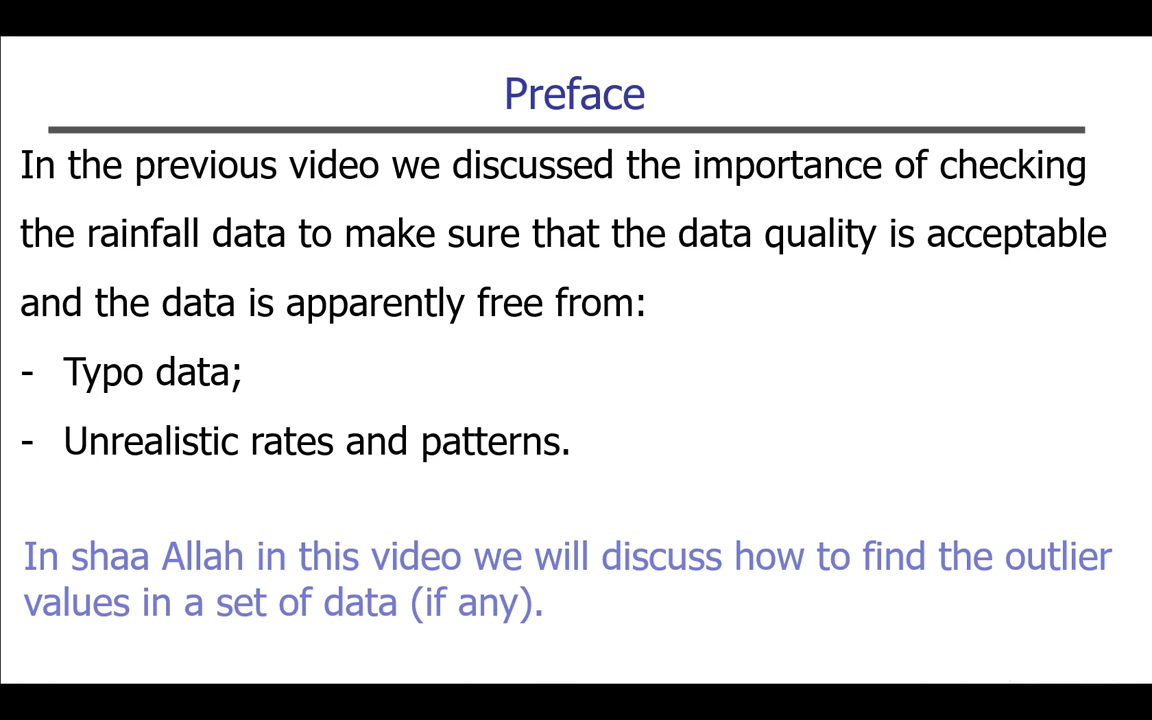 Preface
In the previous video we discussed the importance of checking
the rainfall data to make sure that the data quality is acceptable
and the data is apparently free from:
- Typo data;
- Unrealistic rates and patterns.
In shaa Allah in this video we will discuss how to find the outlier
values in a set of data (if any).